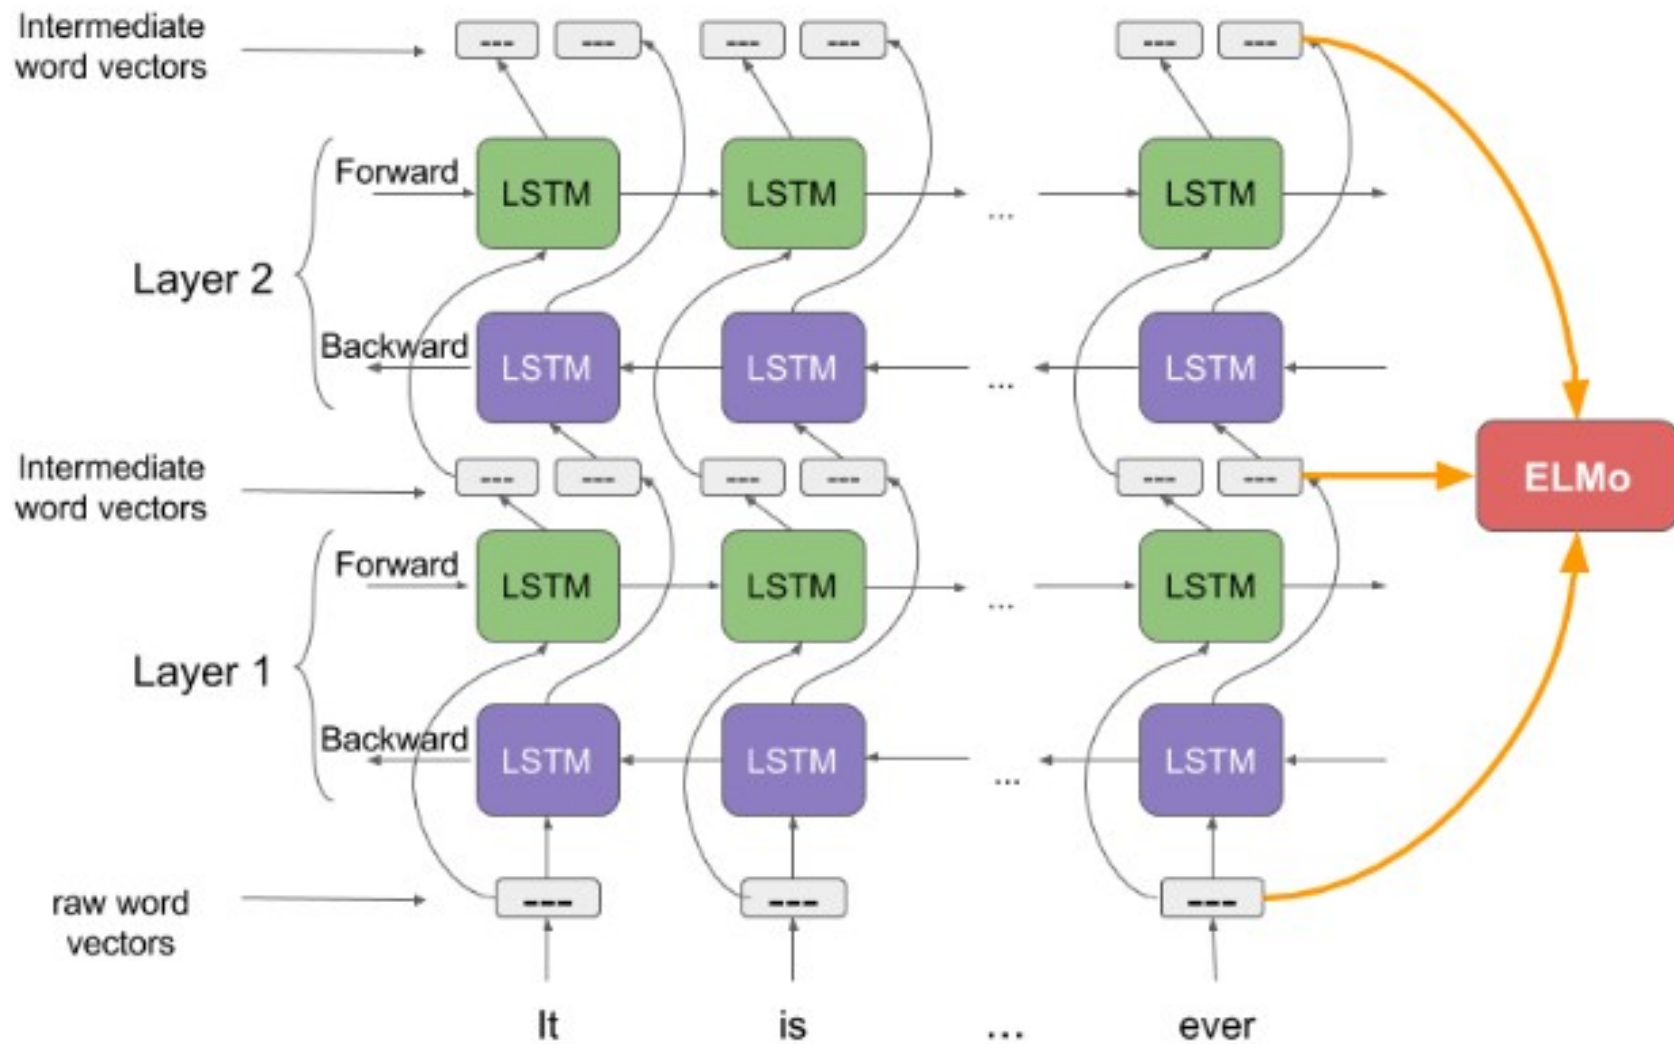 Intermediate
word vectors
--- --- --- --- --- ---
Forward
LSTM LSTM ... LSTM
Layer 2
Backward
LSTM LSTM ... LSTM
Intermediate
word vectors
--- --- --- --- --- ---
ELMo
Forward
LSTM LSTM ... LSTM
Layer 1
Backward
LSTM LSTM ... LSTM
raw word
vectors
--- --- ---
It is ... ever